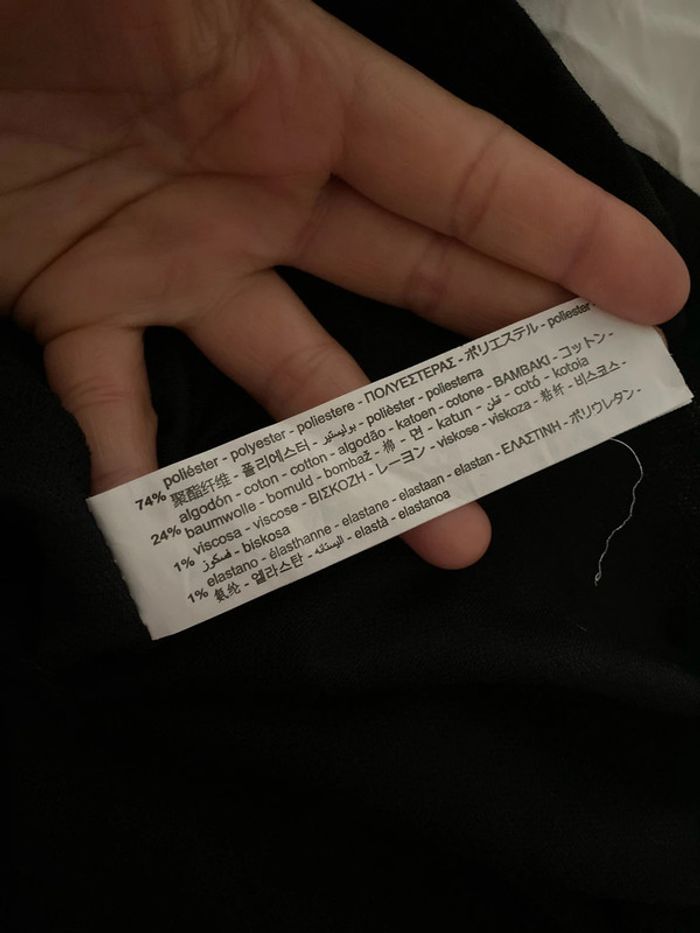 poliéster - polyester - poliestere - ΠΟΛΥΕΣΤΕΡΑΣ - ポリエステル - poliester -
74% 聚酯纤维 - 폴리에스터 - بوليستير - polièster - poliesterra
algodón - coton - cotton - algodão - katoen - cotone - BAMBAKI - コットン -
24% baumwolle - bomuld - bombaž - 棉 - 면 - katun - قطن - cotó - kotoia
viscosa - viscose - ΒΙΣΚΟΖΗ - レーヨン - viskose - viskoza - 粘纤 - 비스코스 -
1% فسكوز - biskosa
elastano - élasthanne - elastane - elastaan - elastan - ΕΛΑΣΤΙΝΗ - ポリウレタン -
1% 氨纶 - 엘라스탄 - اليستانه - elastà - elastanoa